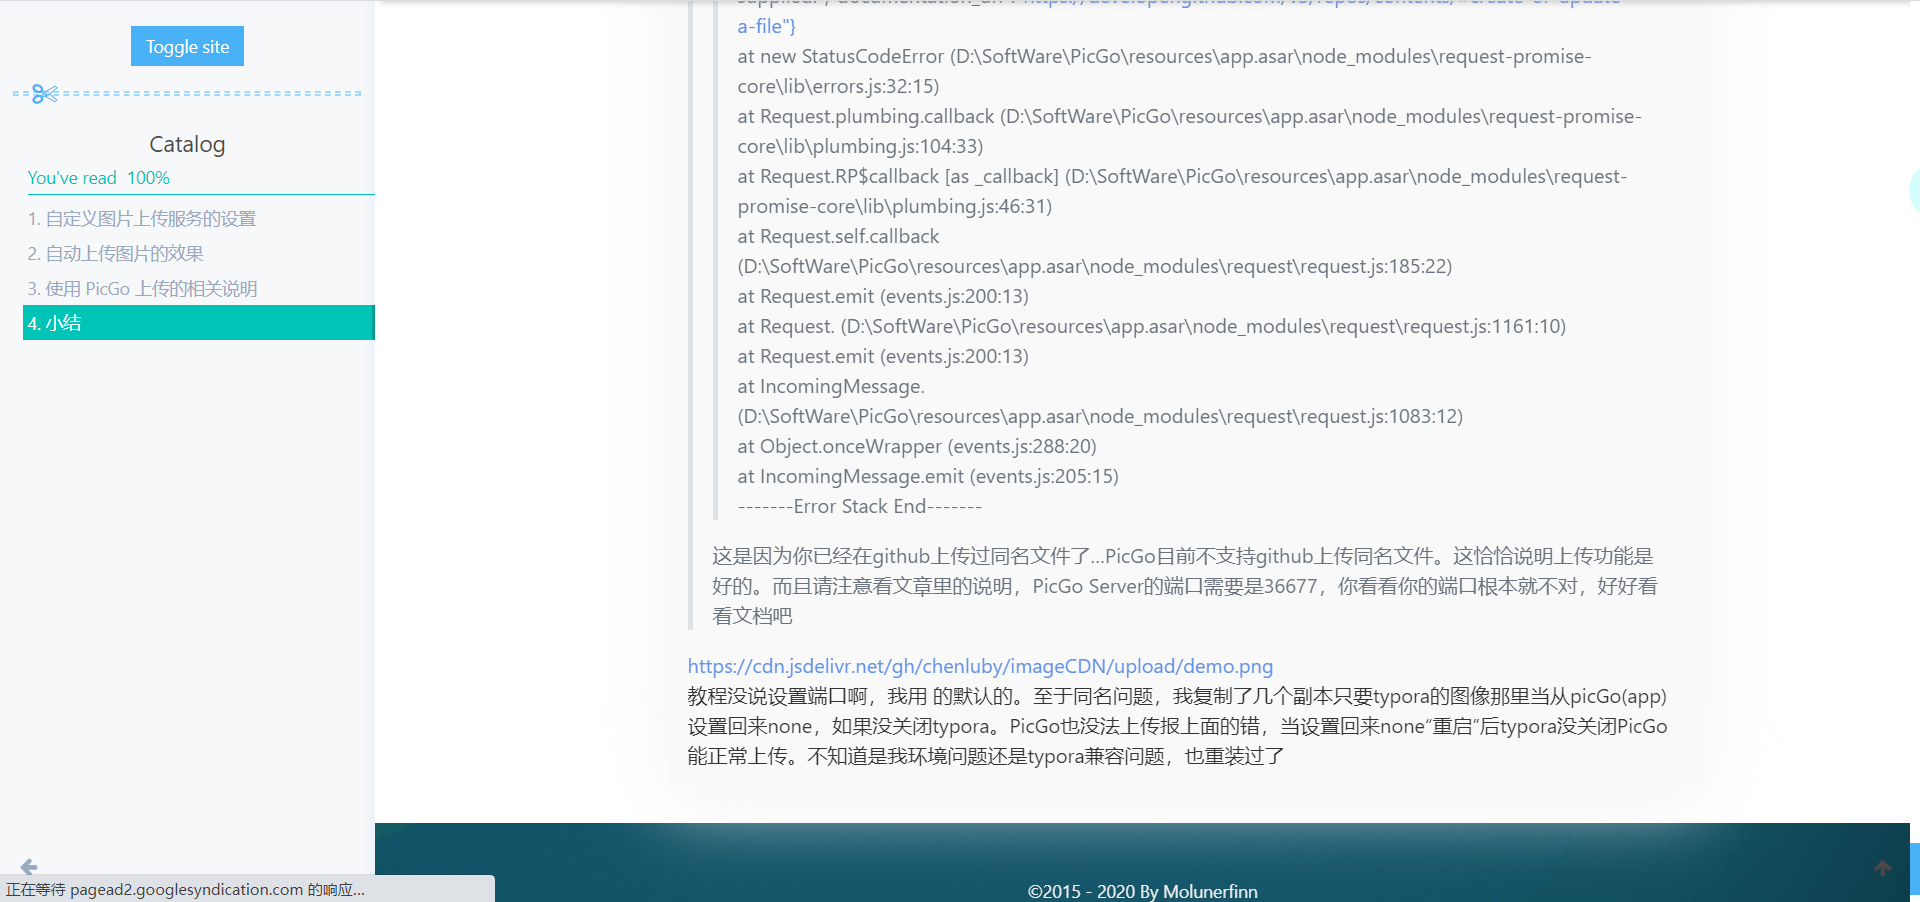 Toggle site
Catalog
You've read 100%
1. 自定义图片上传服务的设置
2. 自动上传图片的效果
3. 使用 PicGo 上传的相关说明
4. 小结
a-file"}
at new StatusCodeError (D:\SoftWare\PicGo\resources\app.asar\node_modules\request-promise-
core\lib\errors.js:32:15)
at Request.plumbing.callback (D:\SoftWare\PicGo\resources\app.asar\node_modules\request-promise-
core\lib\plumbing.js:104:33)
at Request.RP$callback [as _callback] (D:\SoftWare\PicGo\resources\app.asar\node_modules\request-
promise-core\lib\plumbing.js:46:31)
at Request.self.callback
(D:\SoftWare\PicGo\resources\app.asar\node_modules\request\request.js:185:22)
at Request.emit (events.js:200:13)
at Request. (D:\SoftWare\PicGo\resources\app.asar\node_modules\request\request.js:1161:10)
at Request.emit (events.js:200:13)
at IncomingMessage.
(D:\SoftWare\PicGo\resources\app.asar\node_modules\request\request.js:1083:12)
at Object.onceWrapper (events.js:288:20)
at IncomingMessage.emit (events.js:205:15)
-------Error Stack End-------
这是因为你已经在github上传过同名文件了...PicGo目前不支持github上传同名文件。这恰恰说明上传功能是
好的。而且请注意看文章里的说明，PicGo Server的端口需要是36677，你看看你的端口根本就不对，好好看
看文档吧
https://cdn.jsdelivr.net/gh/chenluby/imageCDN/upload/demo.png
教程没说设置端口啊，我用 的默认的。至于同名问题，我复制了几个副本只要typora的图像那里当从picGo(app)
设置回来none，如果没关闭typora。PicGo也没法上传报上面的错，当设置回来none“重启”后typora没关闭PicGo
能正常上传。不知道是我环境问题还是typora兼容问题，也重装过了
正在等待 pagead2.googlesyndication.com 的响应...
©2015 - 2020 By Molunerfinn